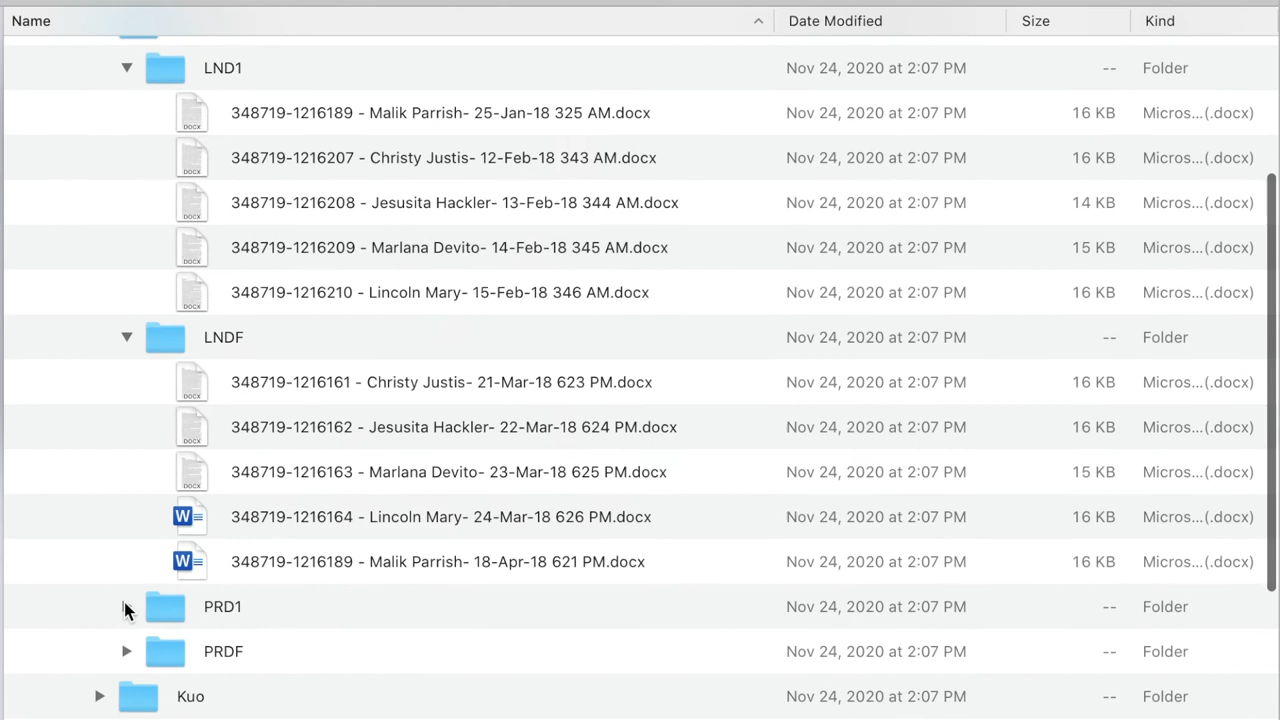 Name Date Modified Size Kind
LND1 Nov 24, 2020 at 2:07 PM -- Folder
348719-1216189 - Malik Parrish- 25-Jan-18 325 AM.docx Nov 24, 2020 at 2:07 PM 16 KB Micros...(.docx)
348719-1216207 - Christy Justis- 12-Feb-18 343 AM.docx Nov 24, 2020 at 2:07 PM 16 KB Micros...(.docx)
348719-1216208 - Jesusita Hackler- 13-Feb-18 344 AM.docx Nov 24, 2020 at 2:07 PM 14 KB Micros...(.docx)
348719-1216209 - Marlana Devito- 14-Feb-18 345 AM.docx Nov 24, 2020 at 2:07 PM 15 KB Micros...(.docx)
348719-1216210 - Lincoln Mary- 15-Feb-18 346 AM.docx Nov 24, 2020 at 2:07 PM 16 KB Micros...(.docx)
LNDF Nov 24, 2020 at 2:07 PM -- Folder
348719-1216161 - Christy Justis- 21-Mar-18 623 PM.docx Nov 24, 2020 at 2:07 PM 16 KB Micros...(.docx)
348719-1216162 - Jesusita Hackler- 22-Mar-18 624 PM.docx Nov 24, 2020 at 2:07 PM 16 KB Micros...(.docx)
348719-1216163 - Marlana Devito- 23-Mar-18 625 PM.docx Nov 24, 2020 at 2:07 PM 15 KB Micros...(.docx)
348719-1216164 - Lincoln Mary- 24-Mar-18 626 PM.docx Nov 24, 2020 at 2:07 PM 16 KB Micros...(.docx)
348719-1216189 - Malik Parrish- 18-Apr-18 621 PM.docx Nov 24, 2020 at 2:07 PM 16 KB Micros...(.docx)
PRD1 Nov 24, 2020 at 2:07 PM -- Folder
PRDF Nov 24, 2020 at 2:07 PM -- Folder
Kuo Nov 24, 2020 at 2:07 PM -- Folder